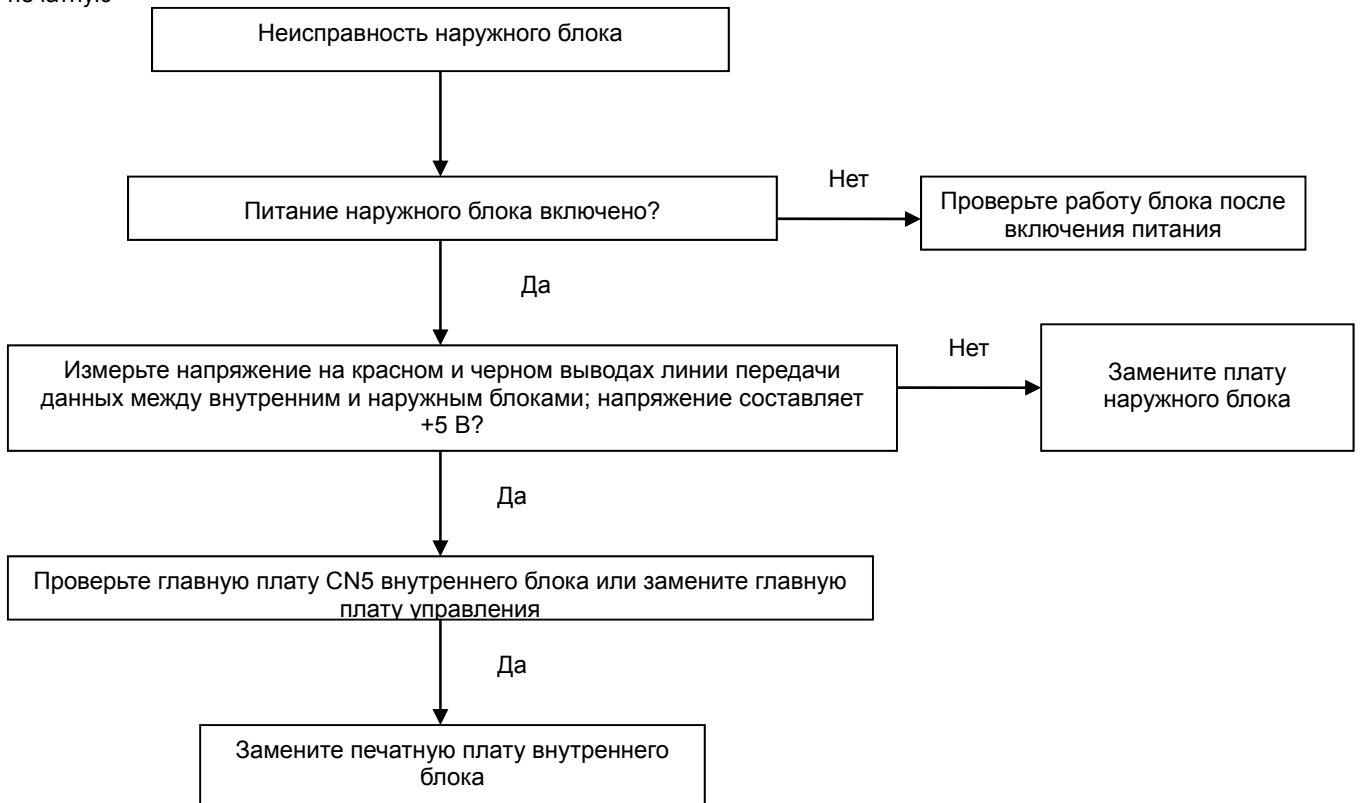 Неисправность наружного блока
Питание наружного блока включено?
Нет
Проверьте работу блока после
включения питания
Да
Измерьте напряжение на красном и черном выводах линии передачи
данных между внутренним и наружным блоками; напряжение составляет
+5 В?
Нет
Замените плату
наружного блока
Да
Проверьте главную плату CN5 внутреннего блока или замените главную
плату управления
Да
Замените печатную плату внутреннего
блока